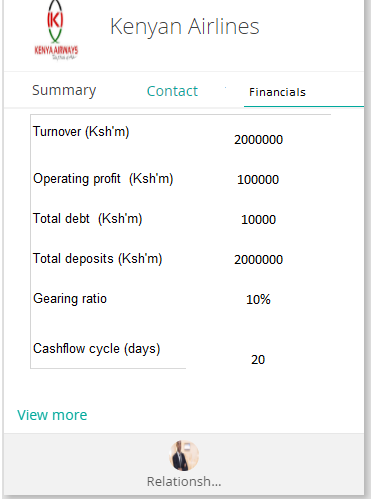 KENYA AIRWAYS
Kenyan Airlines
Summary Contact Financials
Turnover (Ksh'm) 2000000
Operating profit (Ksh'm) 100000
Total debt (Ksh'm) 10000
Total deposits (Ksh'm) 2000000
Gearing ratio 10%
Cashflow cycle (days) 20
View more
Relationsh...